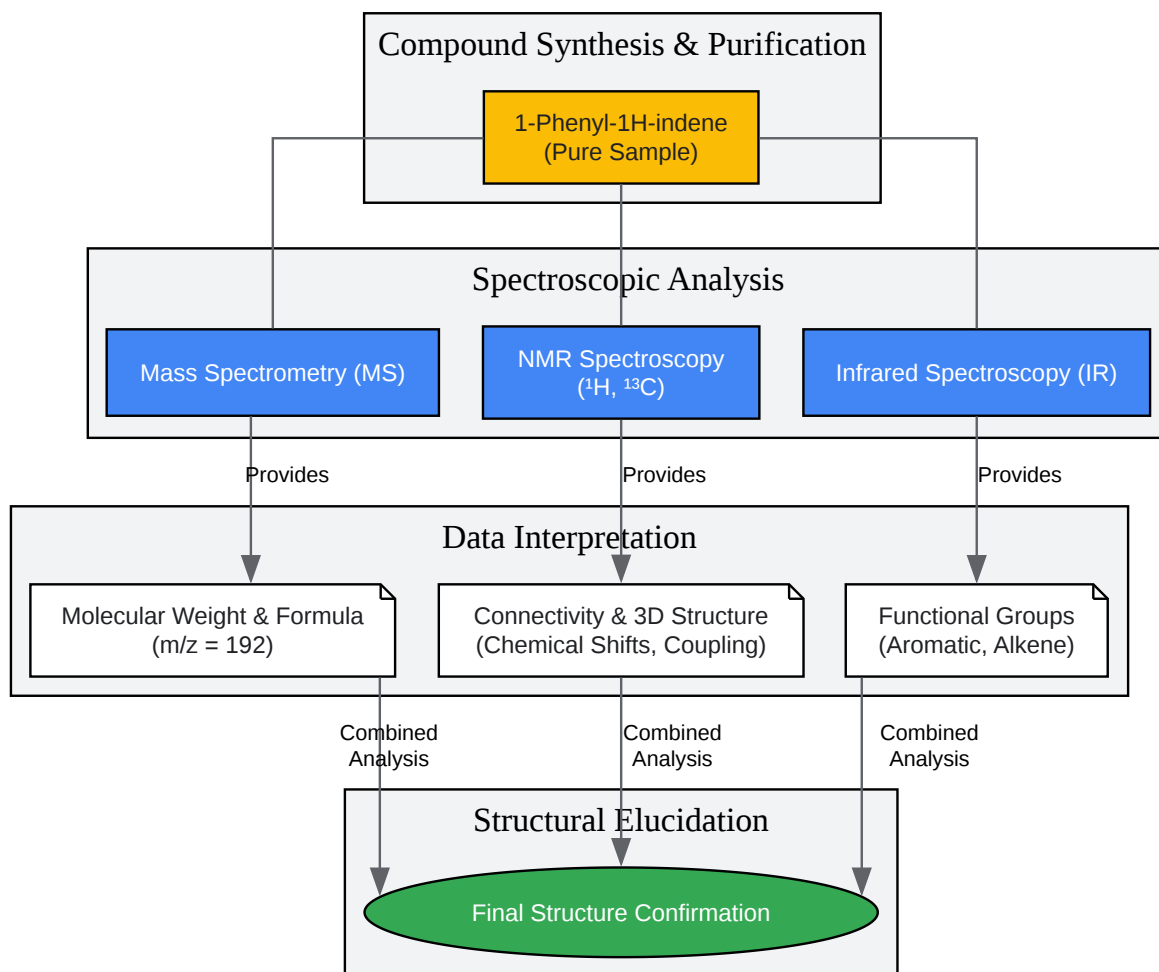 Compound Synthesis & Purification
1-Phenyl-1H-indene
(Pure Sample)
Spectroscopic Analysis
Mass Spectrometry (MS)
NMR Spectroscopy
(¹H, ¹³C)
Infrared Spectroscopy (IR)
Provides
Provides
Provides
Data Interpretation
Molecular Weight & Formula
(m/z = 192)
Connectivity & 3D Structure
(Chemical Shifts, Coupling)
Functional Groups
(Aromatic, Alkene)
Combined
Analysis
Combined
Analysis
Combined
Analysis
Structural Elucidation
Final Structure Confirmation